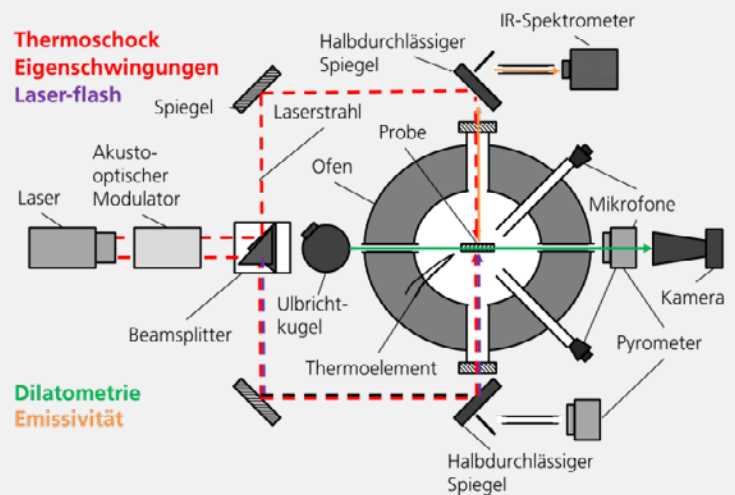 Thermoschock
Eigenschwingungen
Laser-flash
Halbdurchlässiger
Spiegel
IR-Spektrometer
Spiegel
Laserstrahl
Probe
Akusto-
optischer
Modulator
Ofen
Laser
Mikrofone
Beamsplitter
Ulbricht-
kugel
Kamera
Thermoelement
Pyrometer
Dilatometrie
Emissivität
Halbdurchlässiger
Spiegel